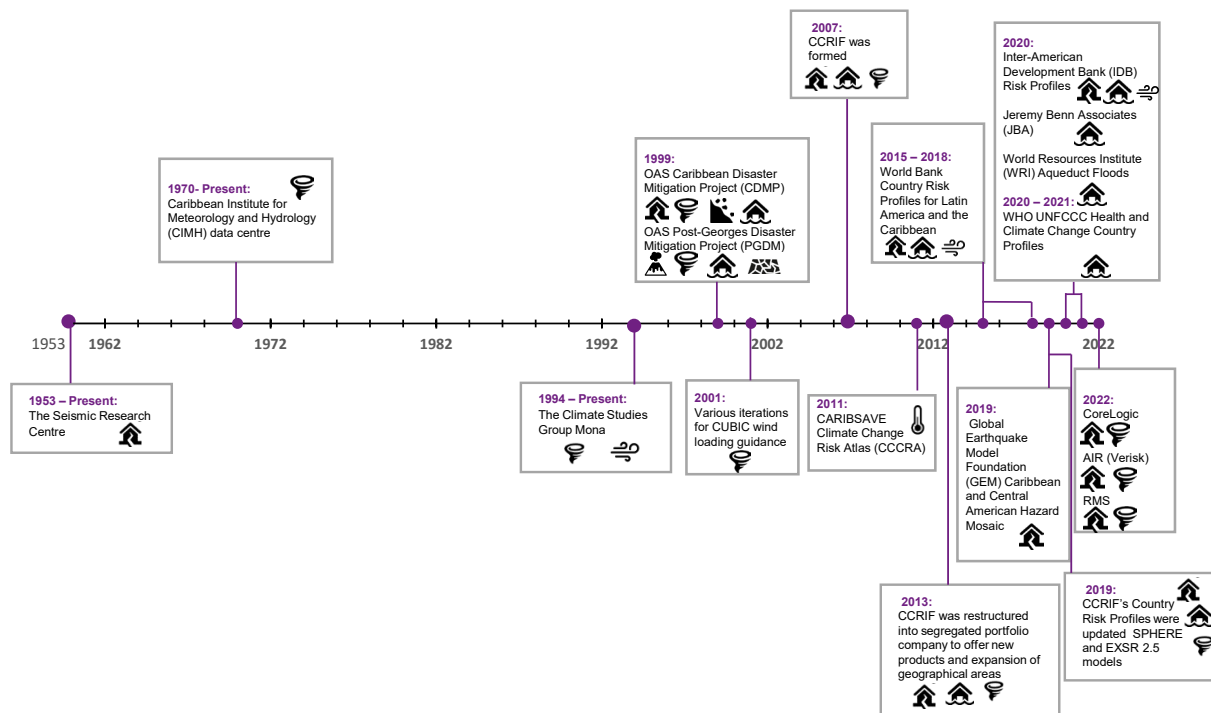 2007:
CCRIF was
formed
2020:
Inter-American
Development Bank (IDB)
Risk Profiles
Jeremy Benn Associates
(JBA)
World Resources Institute
(WRI) Aqueduct Floods
2020 – 2021:
WHO UNFCCC Health and
Climate Change Country
Profiles
1999:
OAS Caribbean Disaster
Mitigation Project (CDMP)
OAS Post-Georges Disaster
Mitigation Project (PGDM)
2015 – 2018:
World Bank
Country Risk
Profiles for Latin
America and the
Caribbean
1970- Present:
Caribbean Institute for
Meteorology and Hydrology
(CIMH) data centre
1953 1962 1972 1982 1992 2002 2012 2022
1953 – Present:
The Seismic Research
Centre
1994 – Present:
The Climate Studies
Group Mona
2001:
Various iterations
for CUBIC wind
loading guidance
2011:
CARIBSAVE
Climate Change
Risk Atlas (CCCRA)
2019:
Global
Earthquake
Model
Foundation
(GEM) Caribbean
and Central
American Hazard
Mosaic
2022:
CoreLogic
AIR (Verisk)
RMS
2013:
CCRIF was restructured
into segregated portfolio
company to offer new
products and expansion of
geographical areas
2019:
CCRIF's Country
Risk Profiles were
updated SPHERE
and EXSR 2.5
models